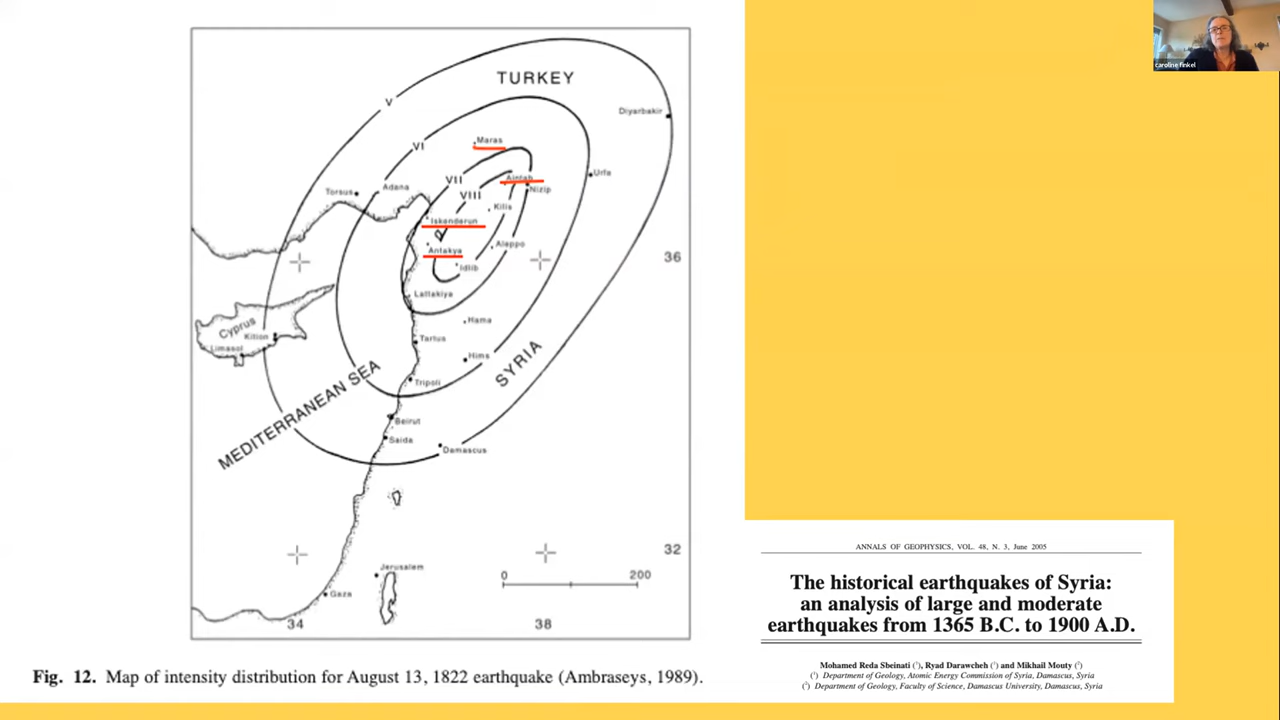 caroline finkel
TURKEY
V
Diyarbakir
VI
Maras
VII
Aintab
Urfa
Torsus
Adana
Nizip
VIII
Kilis
Iskenderun
Antakya
Aleppo
36
Idlib
Lattakiya
Cyprus
Hama
Kition
Limasol
Tartus
Hims
SYRIA
MEDITERRANEAN SEA
Tripoli
Beirut
Saida
Damascus
32
Jerusalem
0 200
Gaza
34 38
Fig. 12. Map of intensity distribution for August 13, 1822 earthquake (Ambraseys, 1989).
ANNALS OF GEOPHYSICS, VOL. 48, N. 3, June 2005
The historical earthquakes of Syria:
an analysis of large and moderate
earthquakes from 1365 B.C. to 1900 A.D.
Mohamed Reda Sbeinati (¹), Ryad Darawcheh (¹) and Mikhail Mouty (²)
(¹) Department of Geology, Atomic Energy Commission of Syria, Damascus, Syria
(²) Department of Geology, Faculty of Science, Damascus University, Damascus, Syria